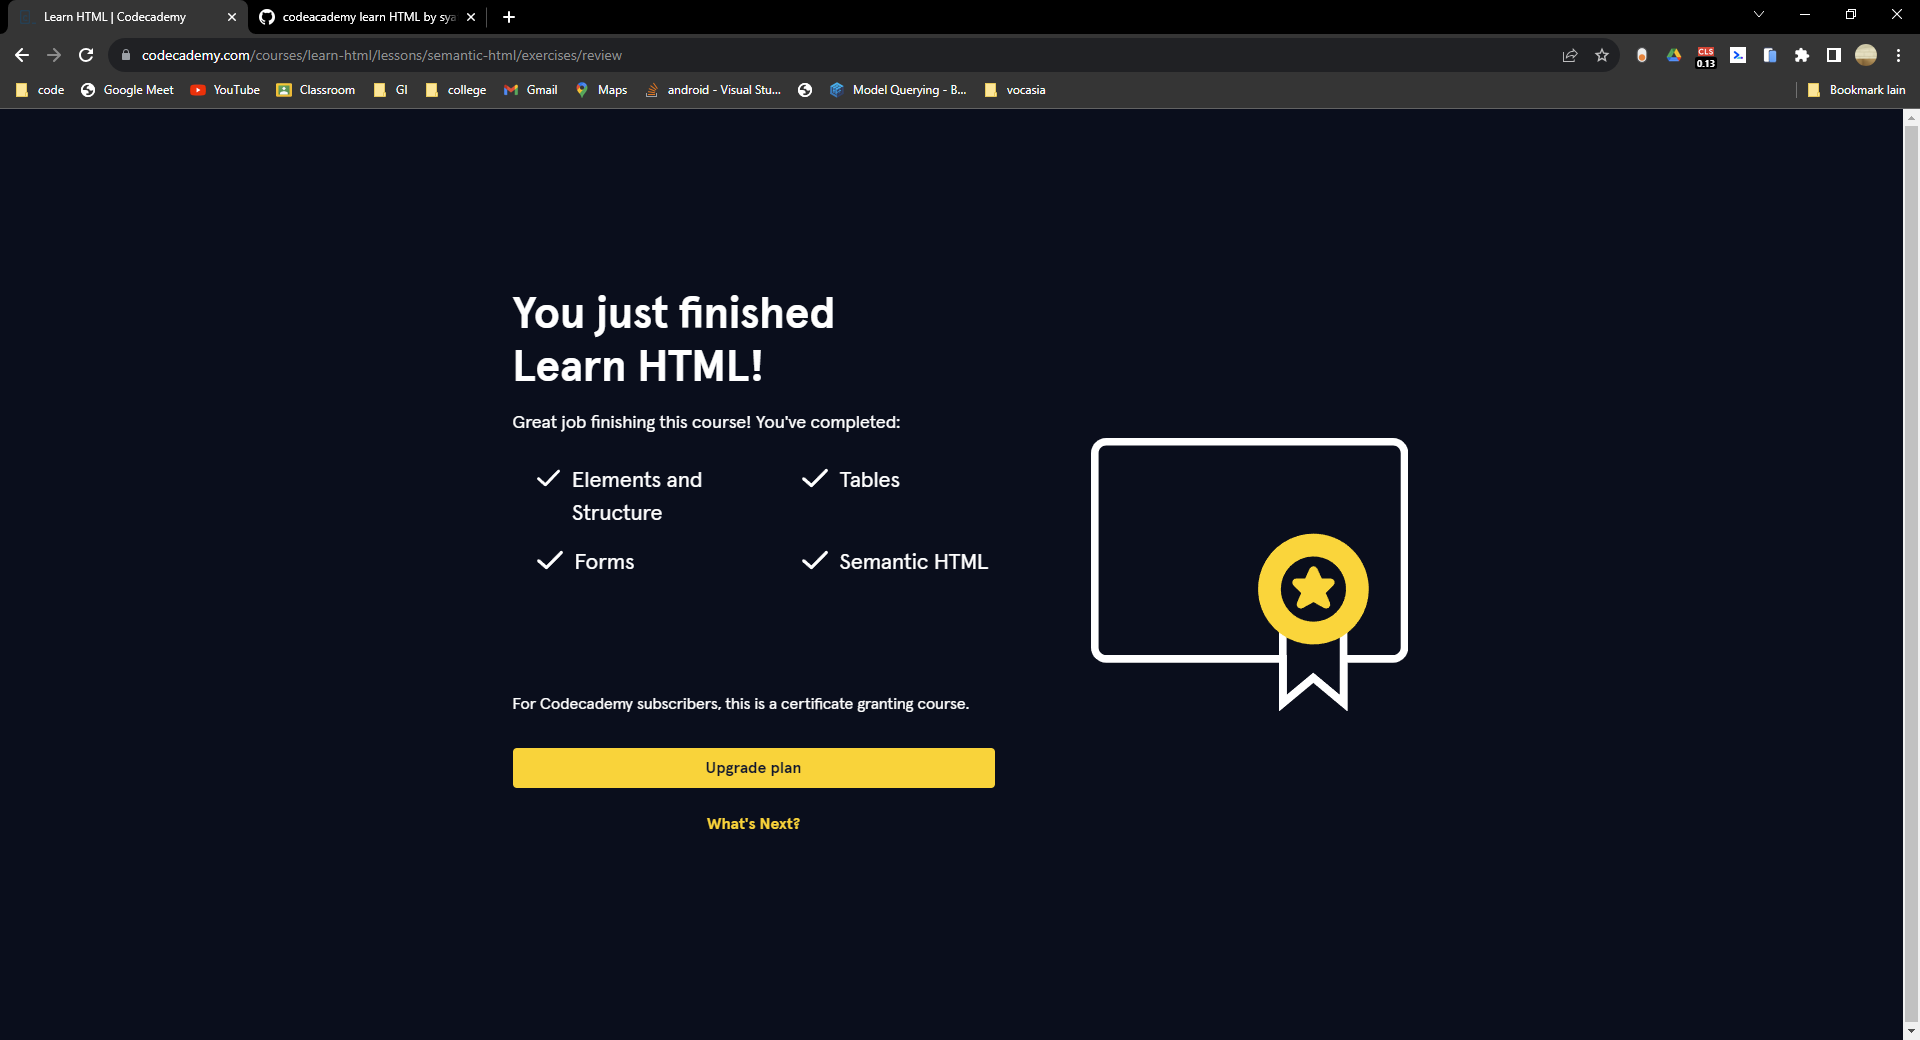 Learn HTML | Codecademy
codeacademy learn HTML by sya
codecademy.com/courses/learn-html/lessons/semantic-html/exercises/review
CLS
0.13
code
Google Meet
YouTube
Classroom
GI
college
Gmail
Maps
android - Visual Stu...
Model Querying - B...
vocasia
Bookmark lain
You just finished
Learn HTML!
Great job finishing this course! You've completed:
Elements and
Structure
Tables
Forms
Semantic HTML
For Codecademy subscribers, this is a certificate granting course.
Upgrade plan
What's Next?